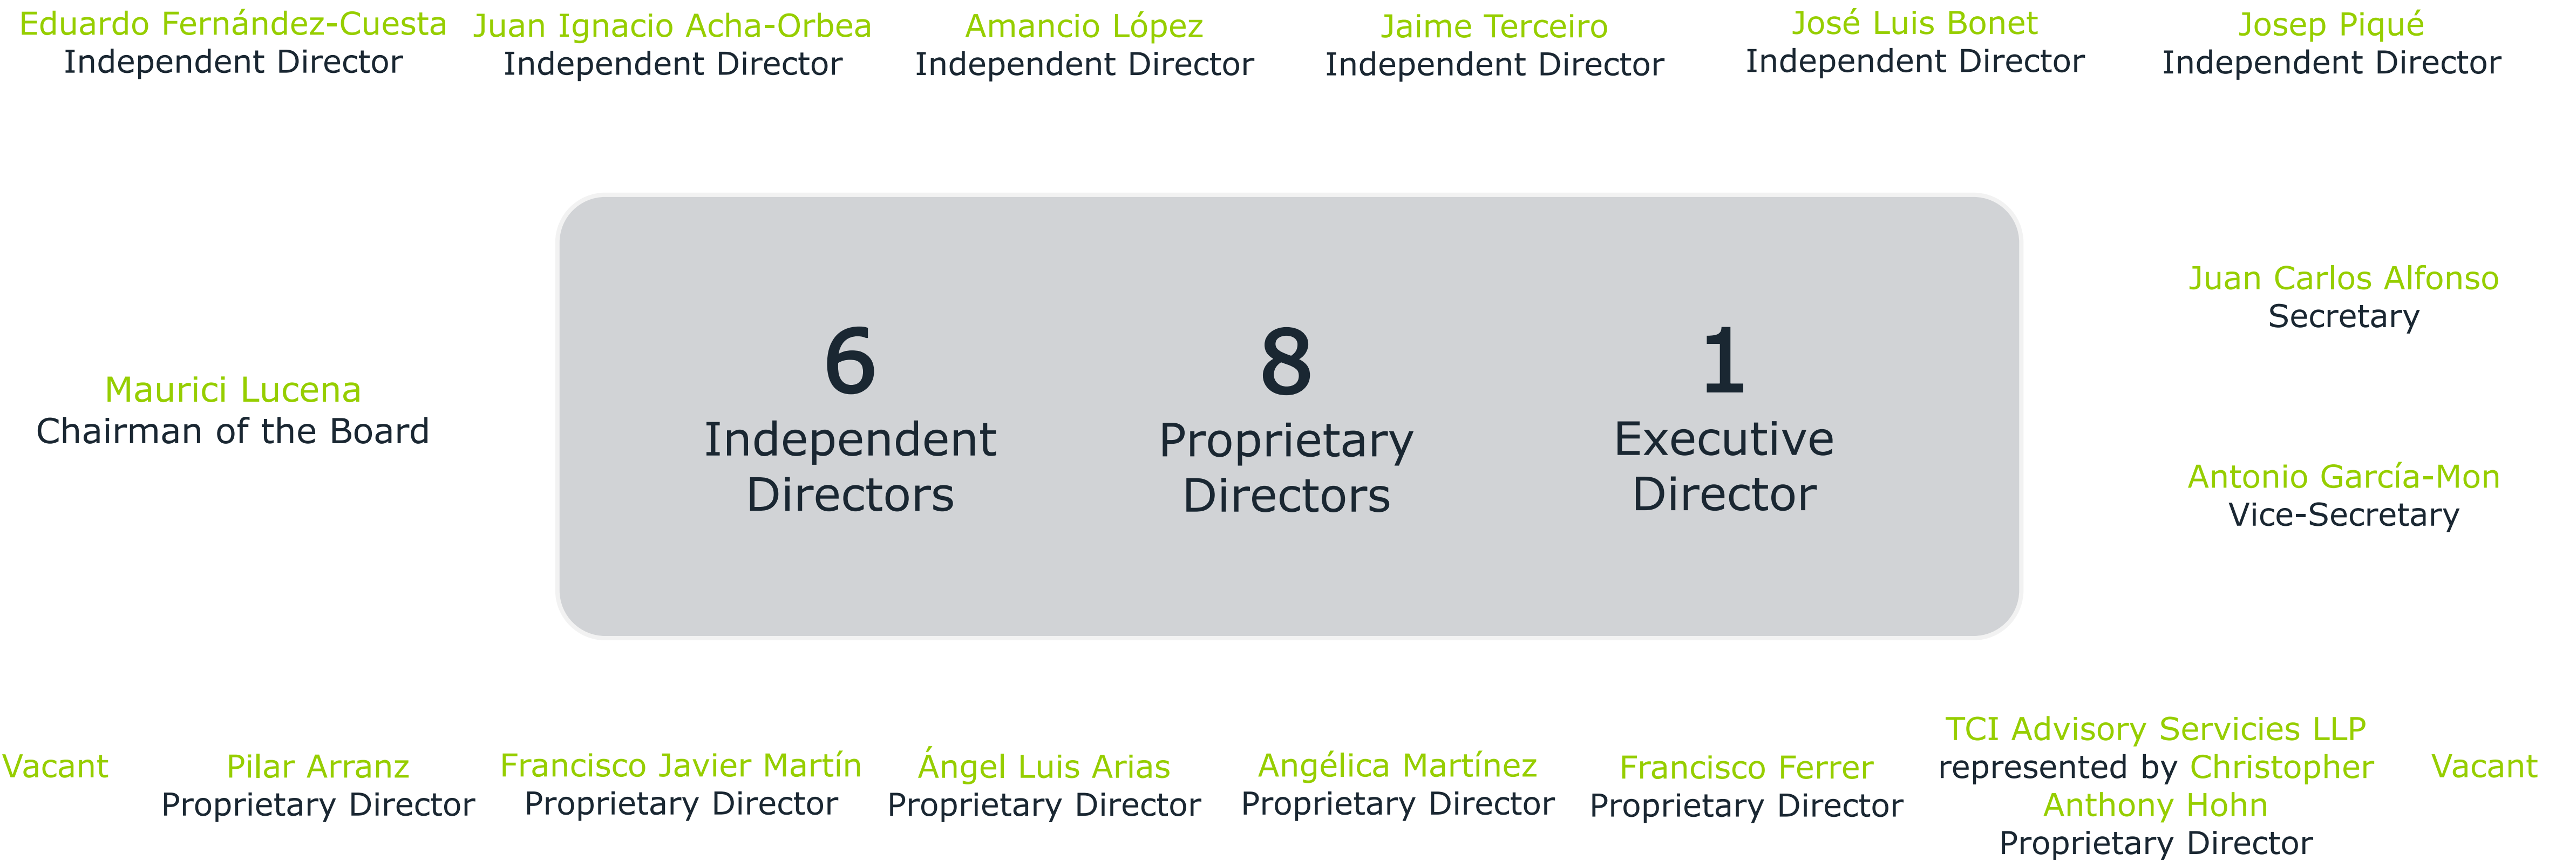 Eduardo Fernández-Cuesta
Independent Director
Juan Ignacio Acha-Orbea
Independent Director
Amancio López
Independent Director
Jaime Terceiro
Independent Director
José Luis Bonet
Independent Director
Josep Piqué
Independent Director
Maurici Lucena
Chairman of the Board
6
Independent
Directors
8
Proprietary
Directors
1
Executive
Director
Juan Carlos Alfonso
Secretary
Antonio García-Mon
Vice-Secretary
Vacant
Pilar Arranz
Proprietary Director
Francisco Javier Martín
Proprietary Director
Ángel Luis Arias
Proprietary Director
Angélica Martínez
Proprietary Director
Francisco Ferrer
Proprietary Director
TCI Advisory Servicies LLP
represented by Christopher
Anthony Hohn
Proprietary Director
Vacant